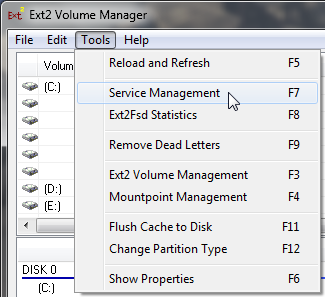 Ext2 Volume Manager
File Edit Tools Help
Volum
Reload and Refresh F5
(C:)
Service Management F7
Ext2Fsd Statistics F8
Remove Dead Letters F9
Ext2 Volume Management F3
(D:)
Mountpoint Management F4
(E:)
Flush Cache to Disk F11
Change Partition Type F12
DISK 0
Show Properties F6
(C:)